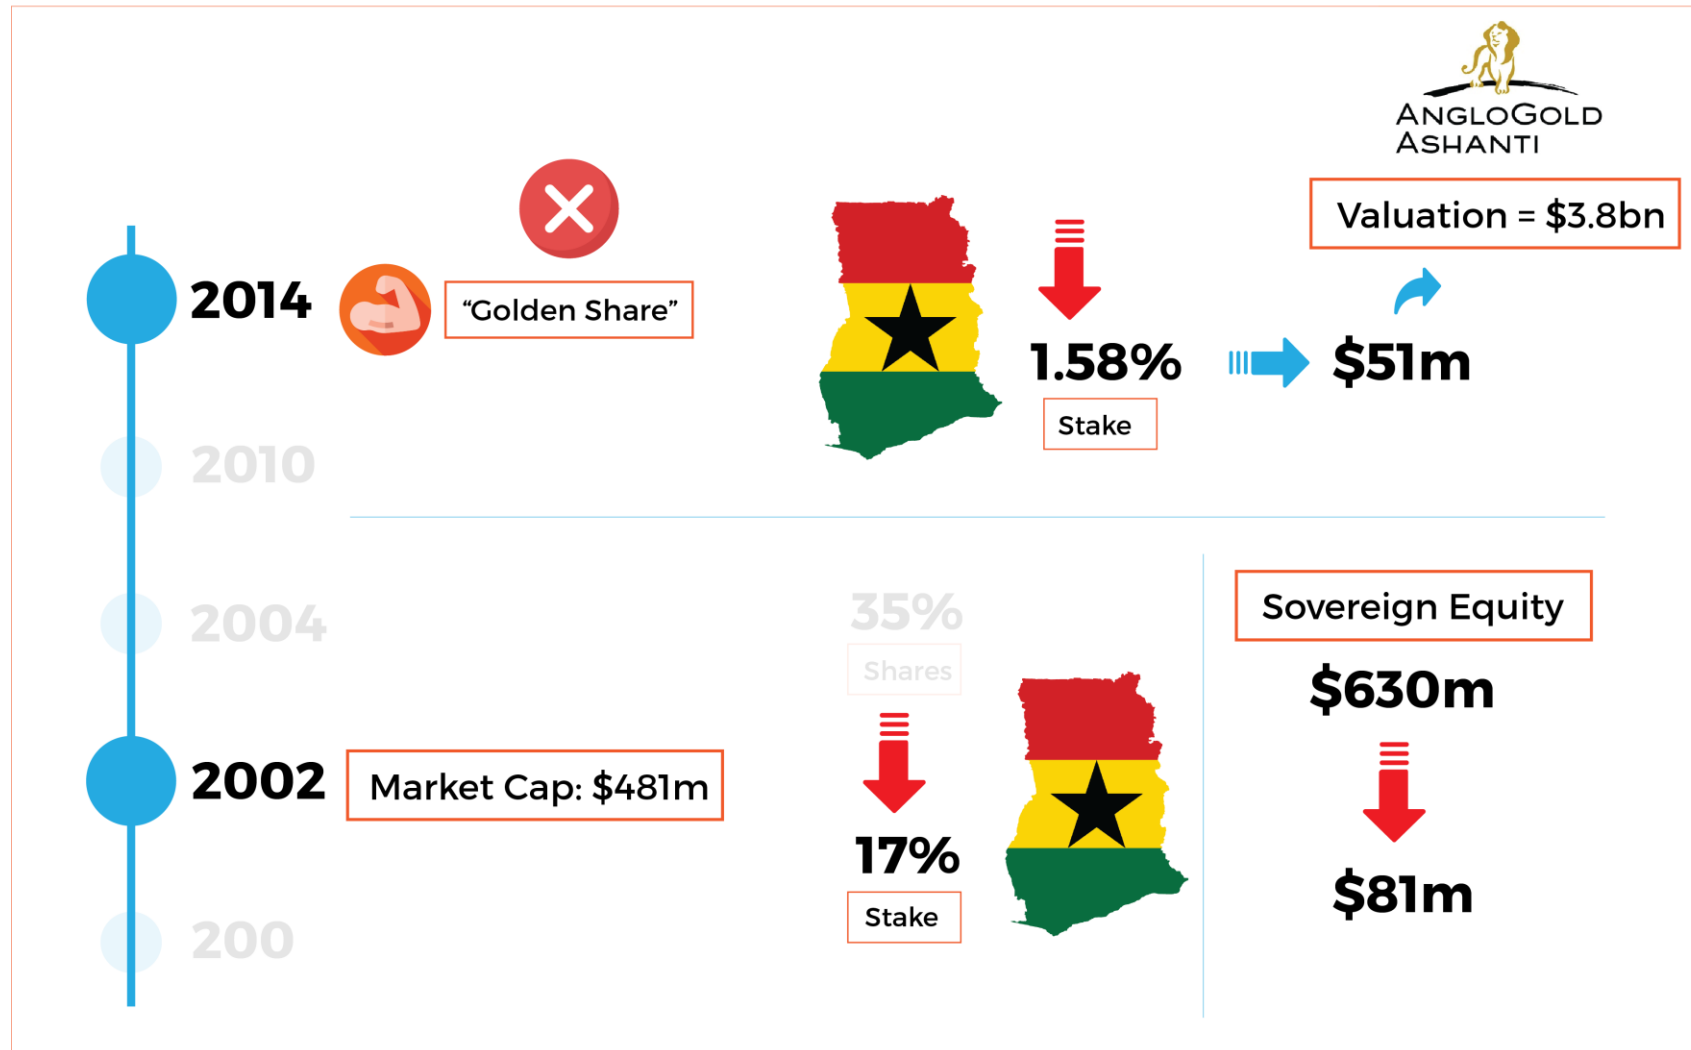 ANGLOGOLD
ASHANTI
Valuation = $3.8bn
2014
“Golden Share”
1.58%
Stake
$51m
2010
2004
35%
Shares
Sovereign Equity
$630m
2002
Market Cap: $481m
17%
Stake
$81m
200